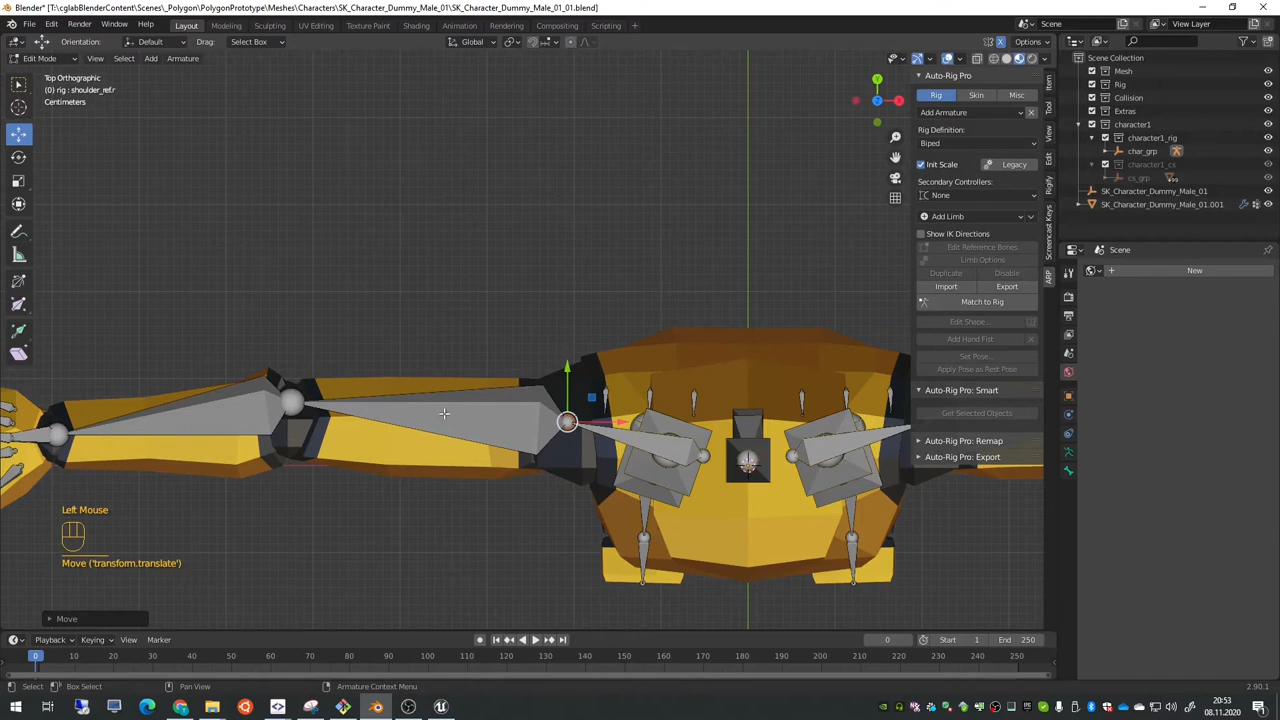 Blender* [D:\cglabBlenderContent\Scenes\_Polygon\PolygonPrototype\Meshes\Characters\SK_Character_Dummy_Male_01\SK_Character_Dummy_Male_01_01.blend]
File Edit Render Window Help
Layout Modeling Sculpting UV Editing Texture Paint Shading Animation Rendering Compositing Scripting +
Scene View Layer
Orientation: Default Drag: Select Box Global Options
Edit Mode View Select Add Armature
Top Orthographic
(0) rig : shoulder_ref.r
Centimeters
Y
X
Z
Auto-Rig Pro
Rig Skin Misc
Add Armature
Rig Definition:
Biped
Init Scale Legacy
Secondary Controllers:
None
Add Limb
Show IK Directions
Edit Reference Bones
Limb Options
Duplicate Disable
Import Export
Match to Rig
Edit Shape...
Add Hand Fist
Set Pose...
Apply Pose as Rest Pose
Auto-Rig Pro: Smart
Get Selected Objects
Auto-Rig Pro: Remap
Auto-Rig Pro: Export
Item
Tool
View
Edit
Rigify
Screencast Keys
ARP
Scene Collection
Mesh
Rig
Collision
Extras
character1
character1_rig
char_grp
character1_cs
cs_grp
SK_Character_Dummy_Male_01
SK_Character_Dummy_Male_01.001
Scene
New
Left Mouse
Move ('transform.translate')
Move
Playback Keying View Marker 0 Start 1 End 250
0 10 20 30 40 50 60 70 80 90 100 110 120 130 140 150 160 170 180 190 200 210 220 230 240 250
Select Box Select Pan View Armature Context Menu 2.90.1
20:53
08.11.2020